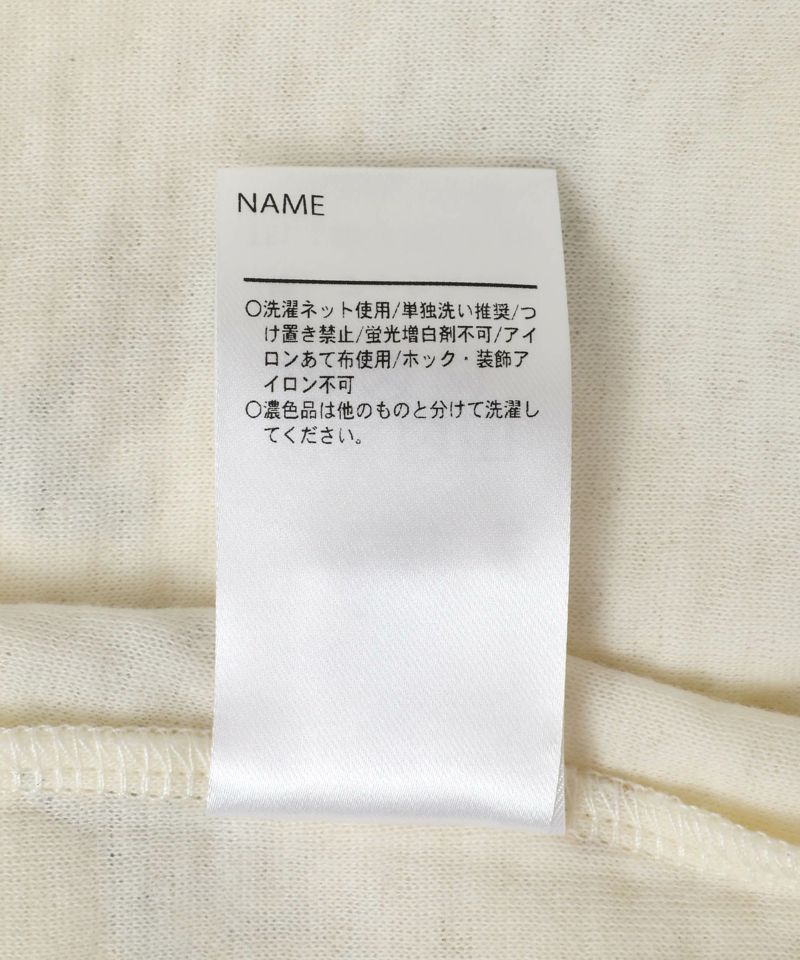 NAME
○洗濯ネット使用/単独洗い推奨/つ
け置き禁止/蛍光増白剤不可/アイ
ロンあて布使用/ホック・装飾ア
イロン不可
○濃色品は他のものと分けて洗濯し
てください。